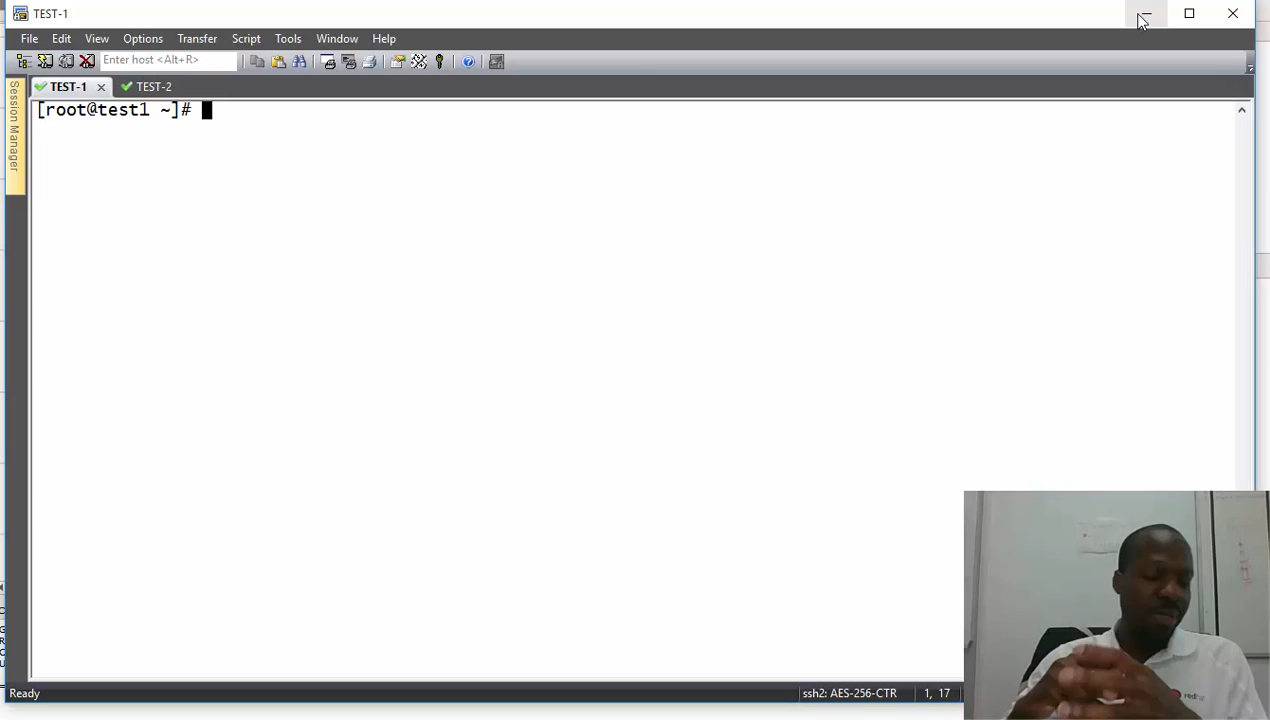 TEST-1
File Edit View Options Transfer Script Tools Window Help
Enter host <Alt+R>
TEST-1 TEST-2
Session Manager
[root@test1 ~]#
Ready ssh2: AES-256-CTR 1, 17